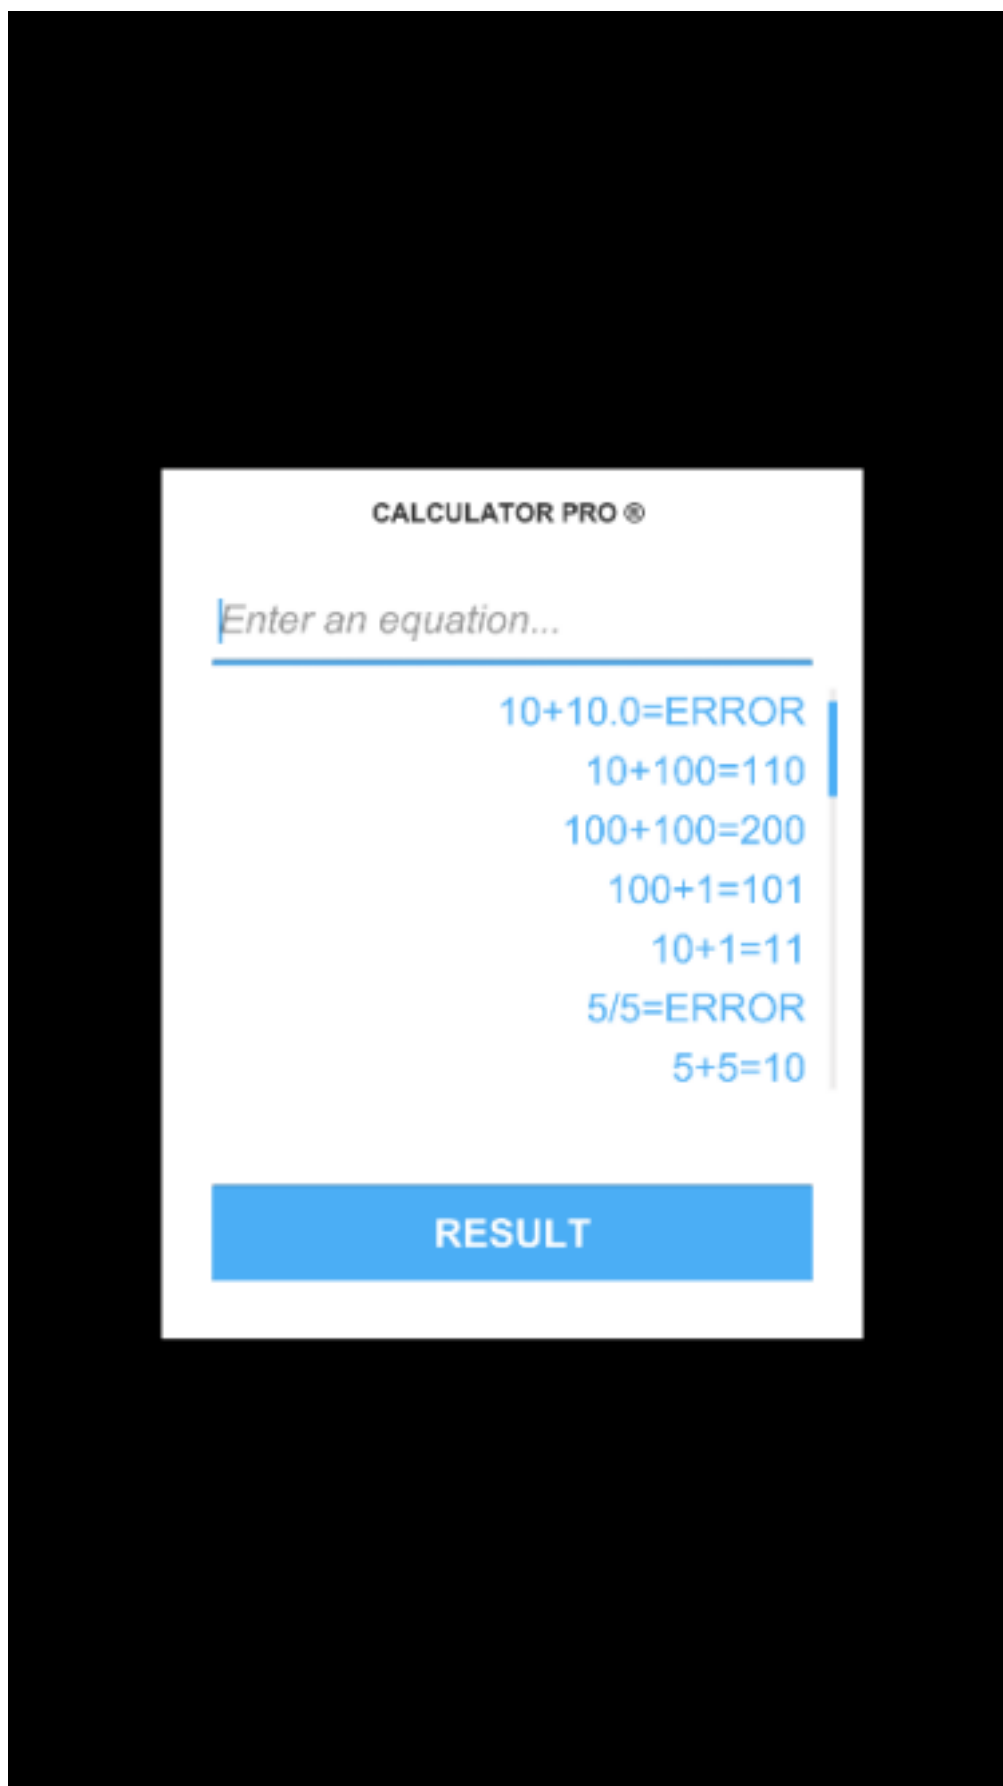 CALCULATOR PRO ®
Enter an equation...
10+10.0=ERROR
10+100=110
100+100=200
100+1=101
10+1=11
5/5=ERROR
5+5=10
RESULT